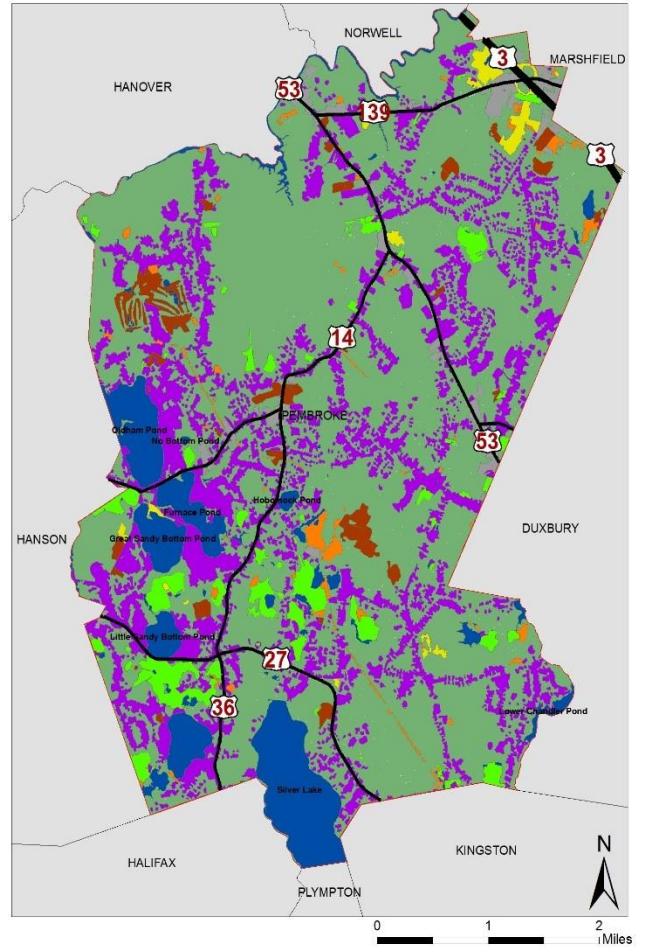 NORWELL
3
MARSHFIELD
HANOVER
53
139
3
14
PEMBROKE
Oldham Pond
No Bottom Pond
53
Hobomock Pond
Furnace Pond
HANSON
Great Sandy Bottom Pond
DUXBURY
Little Sandy Bottom Pond
27
36
Lower Chandler Pond
Silver Lake
HALIFAX
KINGSTON
PLYMPTON
N
0 1 2
Miles